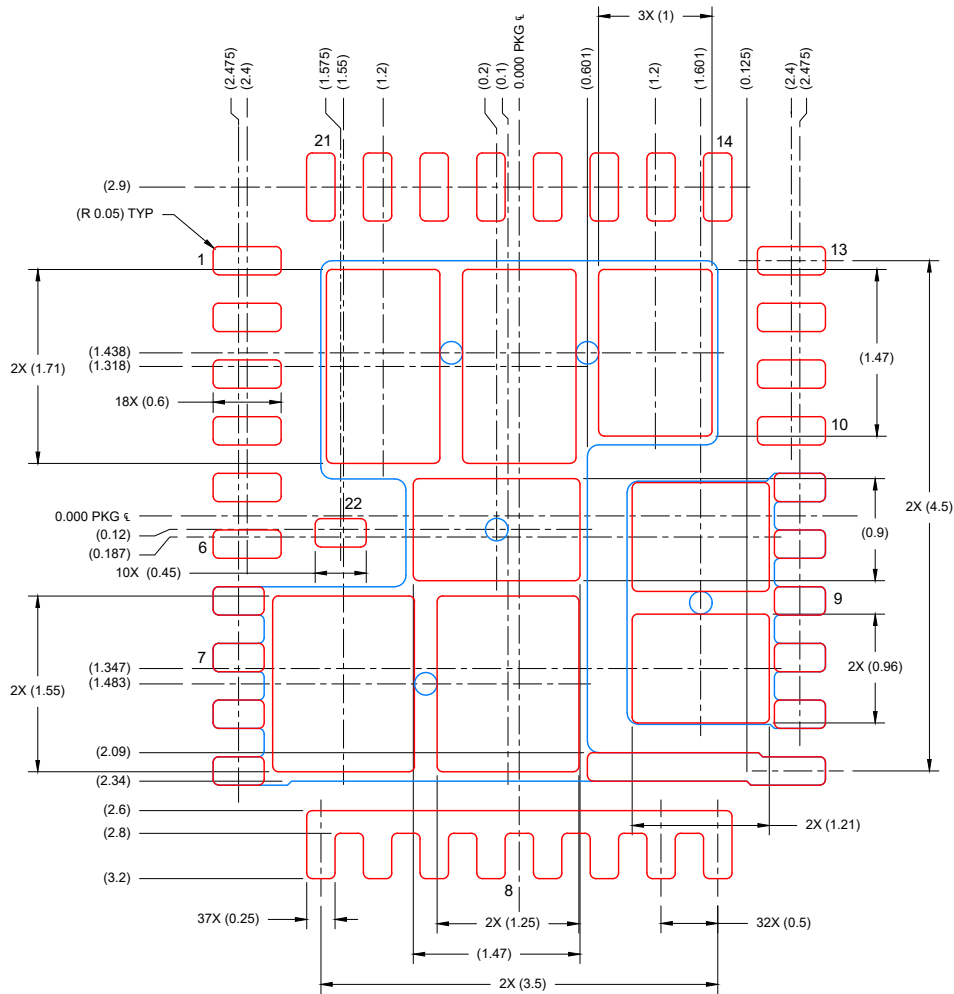 (2.475)
(2.4)
(1.575)
(1.55)
(1.2)
(0.2)
(0.1)
0.000 PKG ℄
(0.601)
3X (1)
(1.2)
(1.601)
(0.125)
(2.4)
(2.475)
21
14
(2.9)
(R 0.05) TYP
1
13
(1.438)
(1.318)
2X (1.71)
(1.47)
18X (0.6)
10
2X (4.5)
22
0.000 PKG ℄
(0.12)
(0.187)
6
(0.9)
10X (0.45)
9
7
(1.347)
(1.483)
2X (1.55)
2X (0.96)
(2.09)
(2.34)
(2.6)
(2.8)
(3.2)
2X (1.21)
8
37X (0.25)
2X (1.25)
32X (0.5)
(1.47)
2X (3.5)